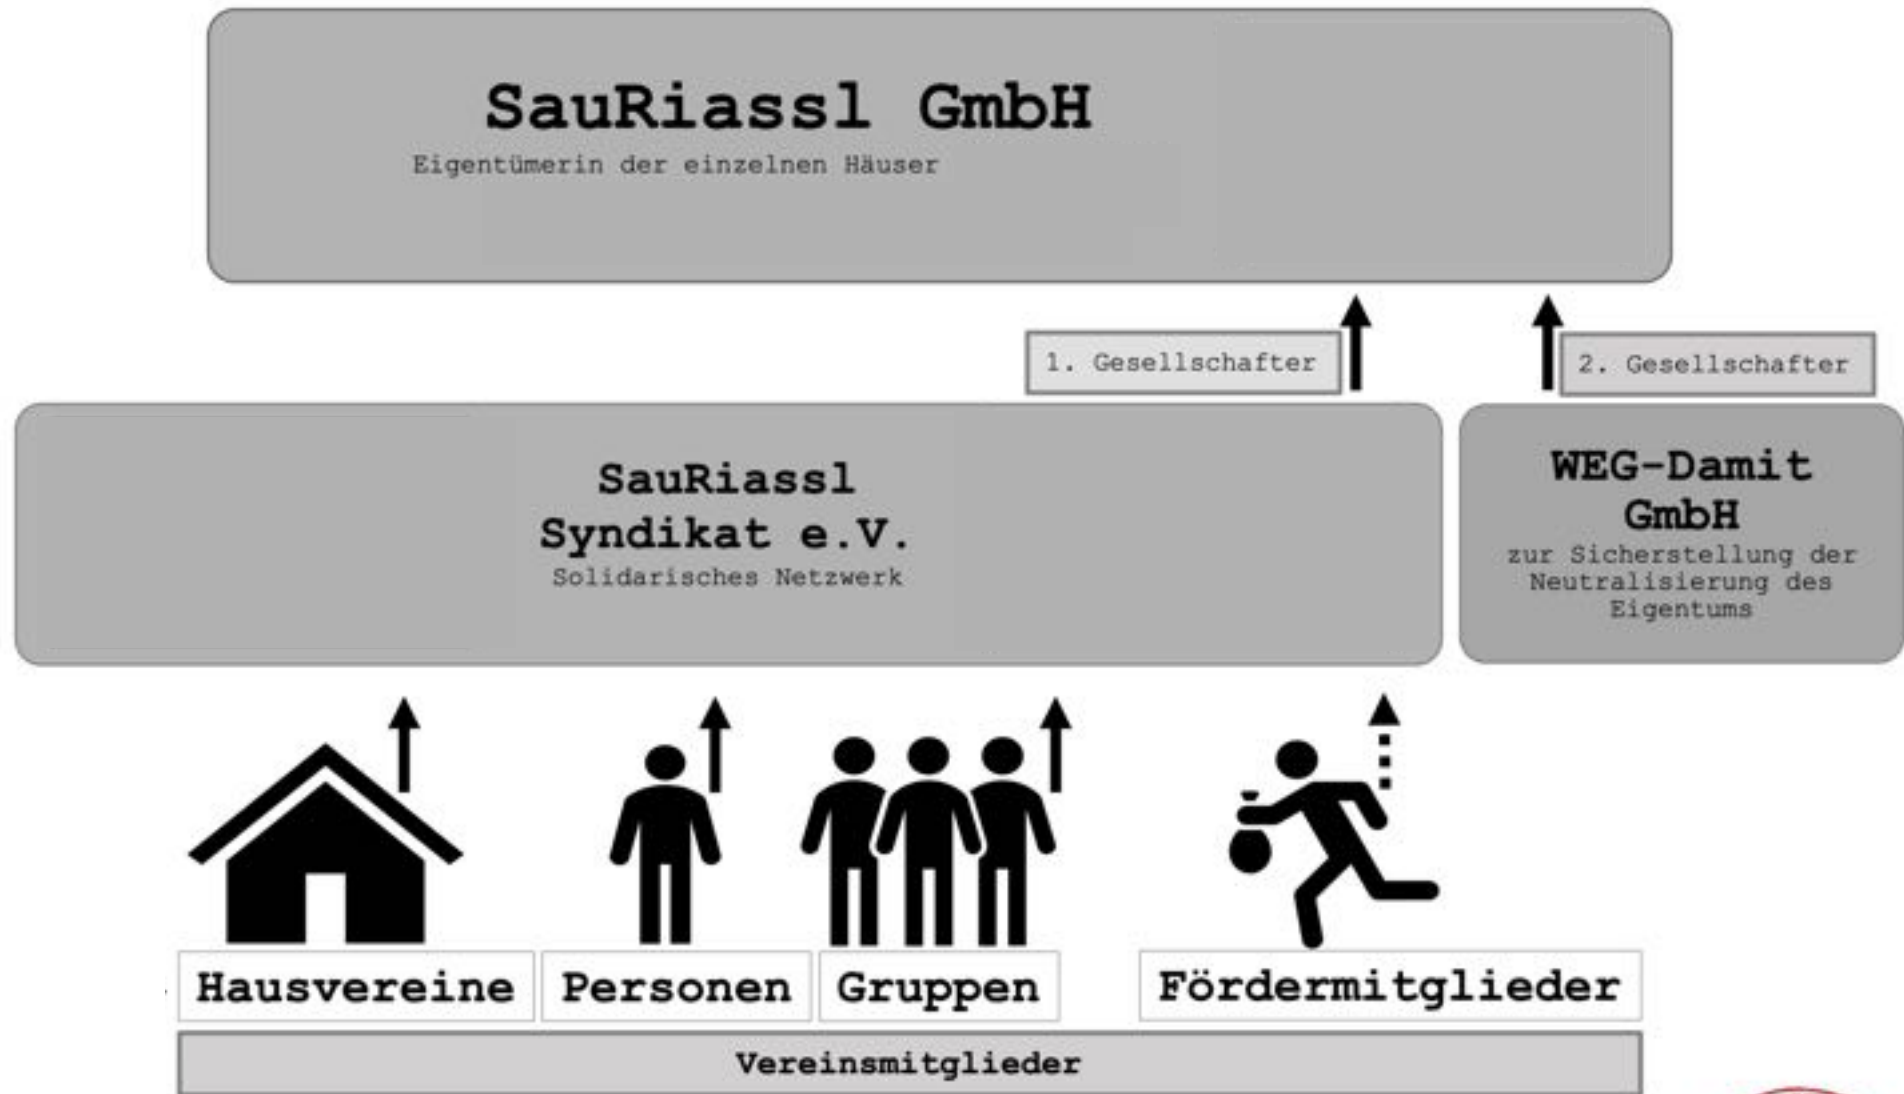 SauRiassl GmbH
Eigentümerin der einzelnen Häuser
1. Gesellschafter
2. Gesellschafter
SauRiassl
Syndikat e.V.
Solidarisches Netzwerk
WEG-Damit
GmbH
zur Sicherstellung der
Neutralisierung des
Eigentums
Hausvereine
Personen
Gruppen
Fördermitglieder
Vereinsmitglieder